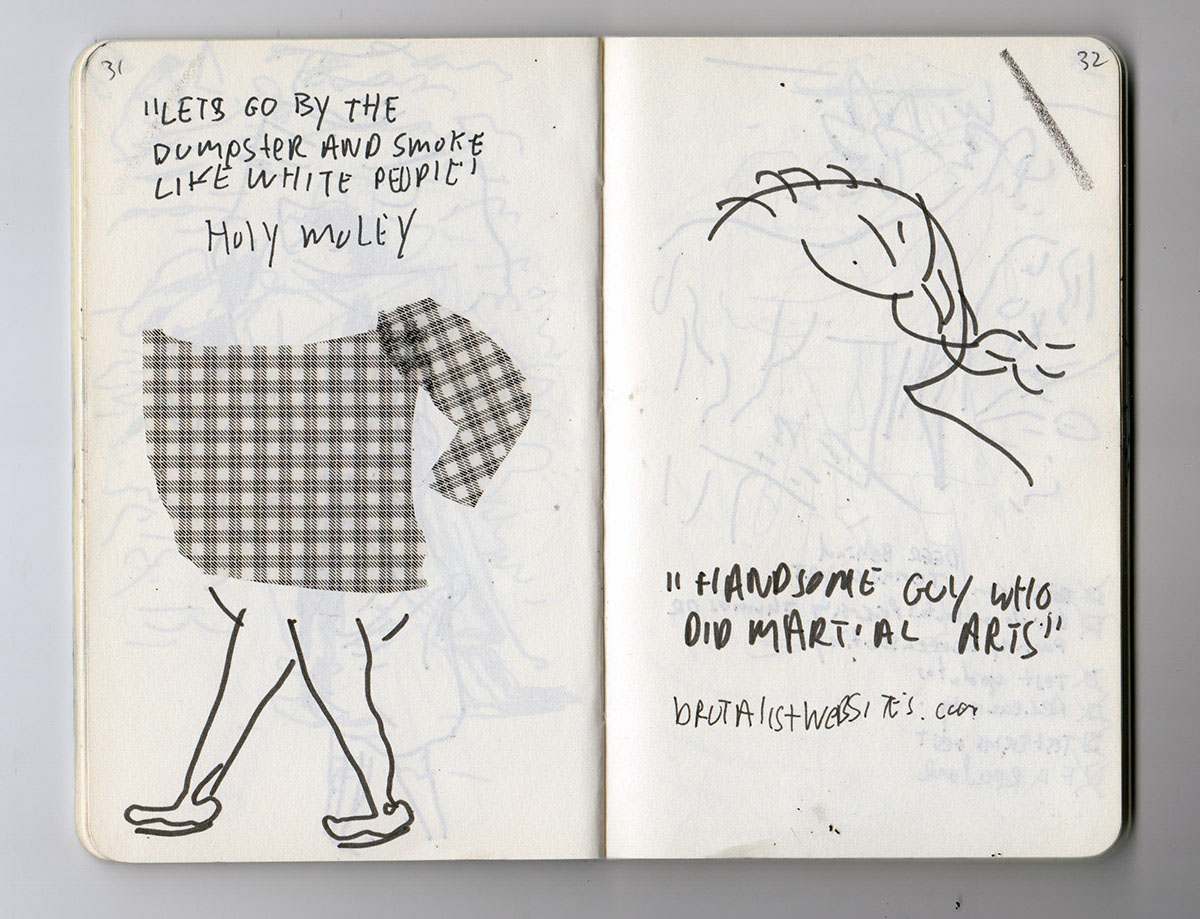 31
"LETS GO BY THE
DUMPSTER AND SMOKE
LIKE WHITE PEOPLE"
HOLY MOLEY
32
"HANDSOME GUY WHO
DID MARTIAL ARTS"
BRUTALISTWEBSITES.COM